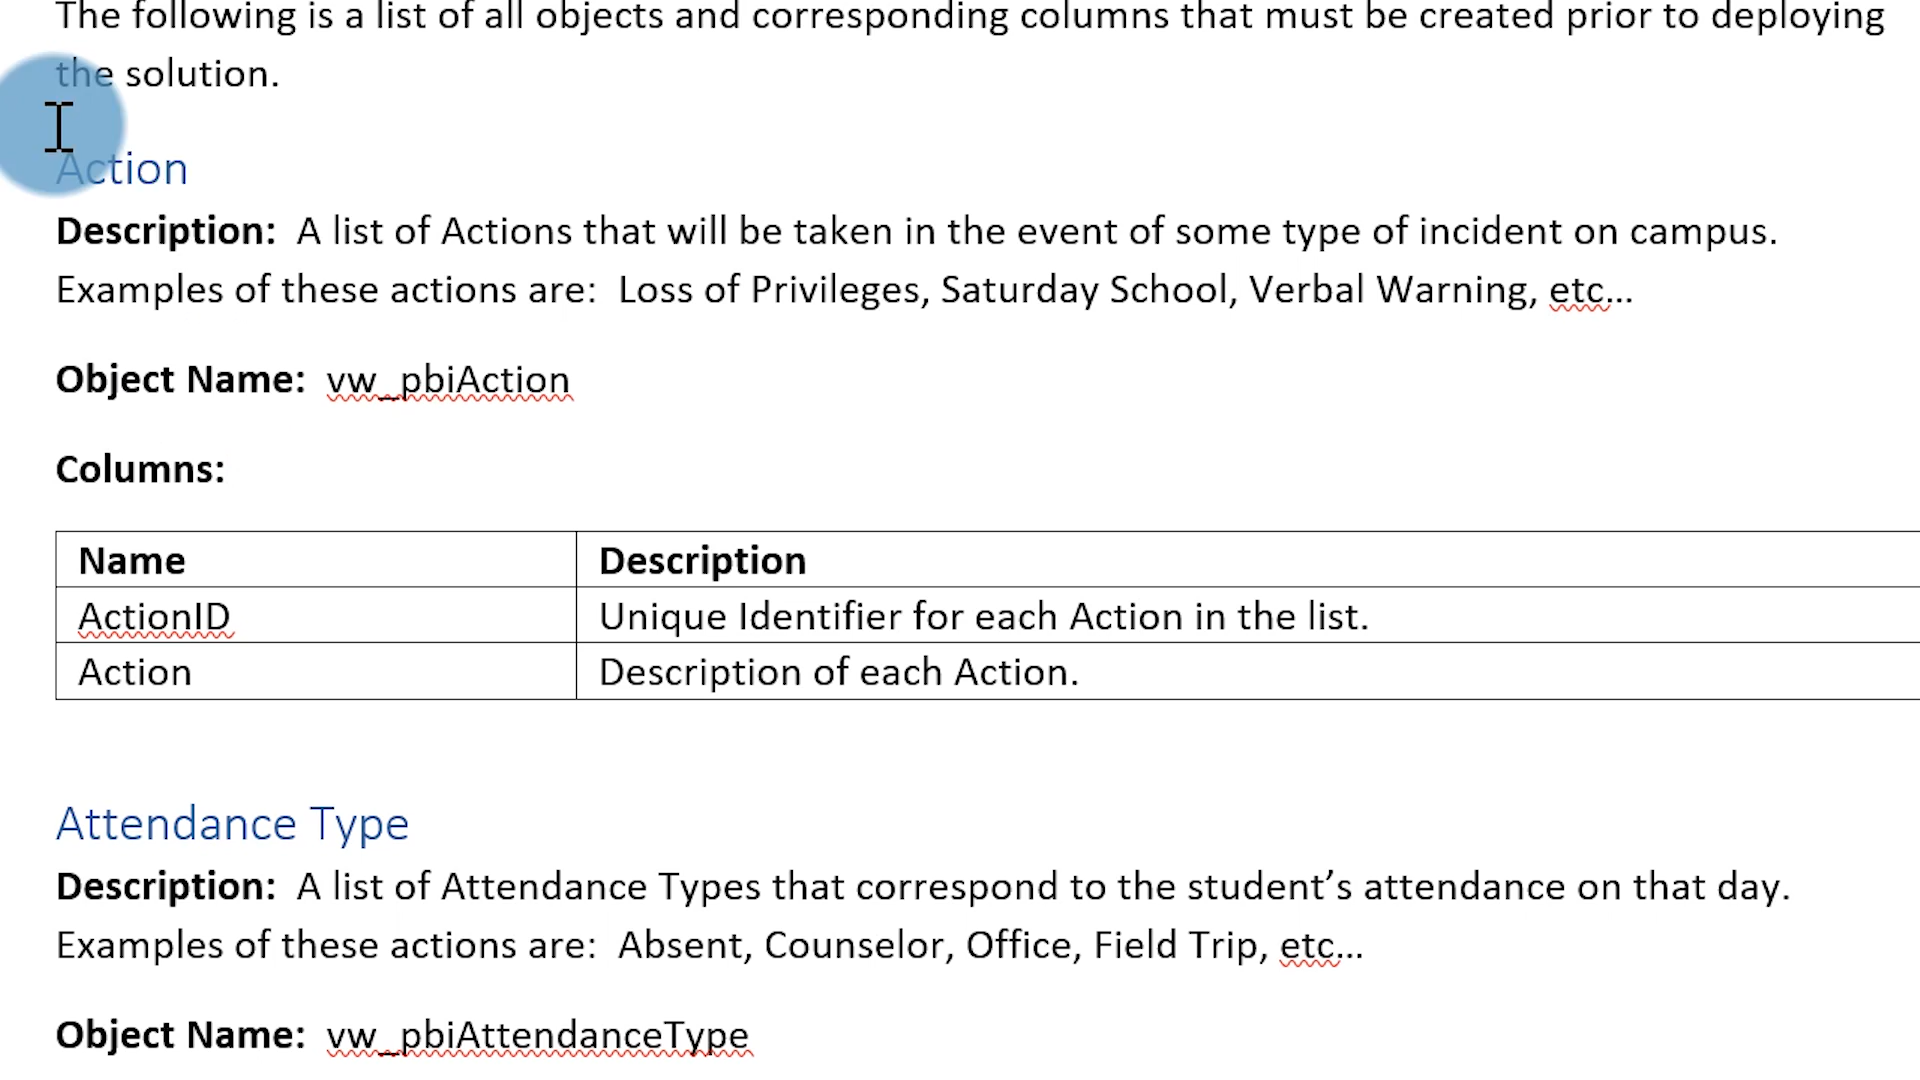 The following is a list of all objects and corresponding columns that must be created prior to deploying
the solution.
Action
Description:  A list of Actions that will be taken in the event of some type of incident on campus.
Examples of these actions are:  Loss of Privileges, Saturday School, Verbal Warning, etc…
Object Name:  vw_pbiAction
Columns:
Name Description
ActionID Unique Identifier for each Action in the list.
Action Description of each Action.
Attendance Type
Description:  A list of Attendance Types that correspond to the student’s attendance on that day.
Examples of these actions are:  Absent, Counselor, Office, Field Trip, etc…
Object Name:  vw_pbiAttendanceType